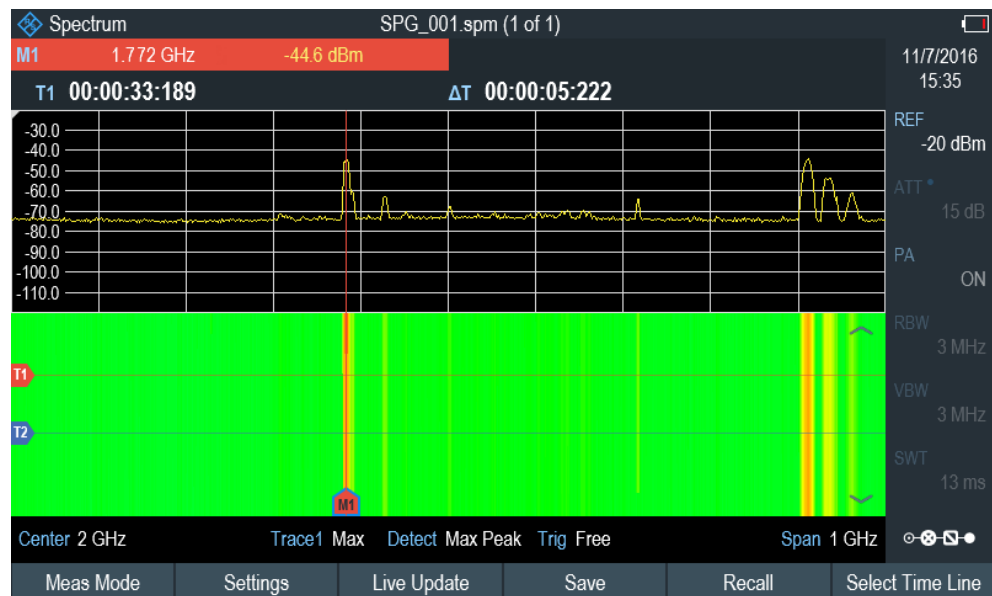 Spectrum SPG_001.spm (1 of 1)
M1 1.772 GHz -44.6 dBm
11/7/2016
15:35
T1 00:00:33:189 ΔT 00:00:05:222
REF
-20 dBm
ATT *
15 dB
PA
ON
RBW
3 MHz
VBW
3 MHz
SWT
13 ms
-30.0
-40.0
-50.0
-60.0
-70.0
-80.0
-90.0
-100.0
-110.0
T1
T2
M1
Center 2 GHz Trace1 Max Detect Max Peak Trig Free Span 1 GHz
Meas Mode Settings Live Update Save Recall Select Time Line